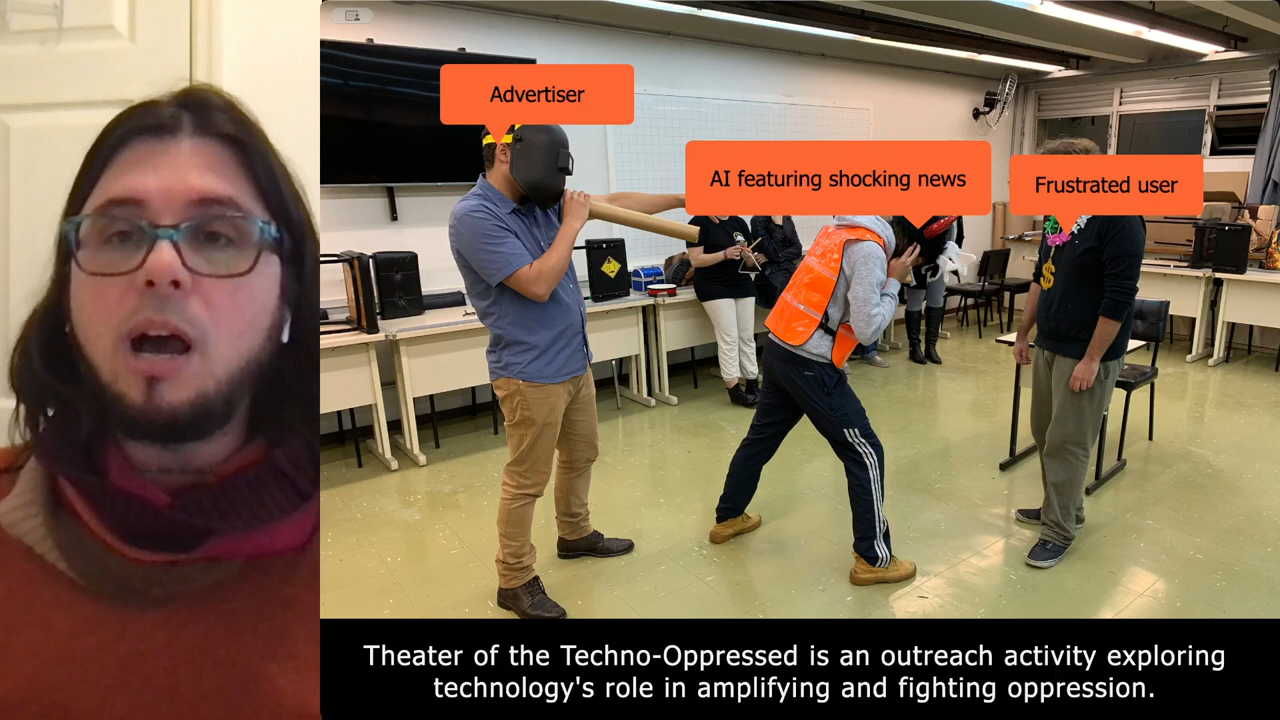 Advertiser
AI featuring shocking news
Frustrated user
Theater of the Techno-Oppressed is an outreach activity exploring
technology's role in amplifying and fighting oppression.